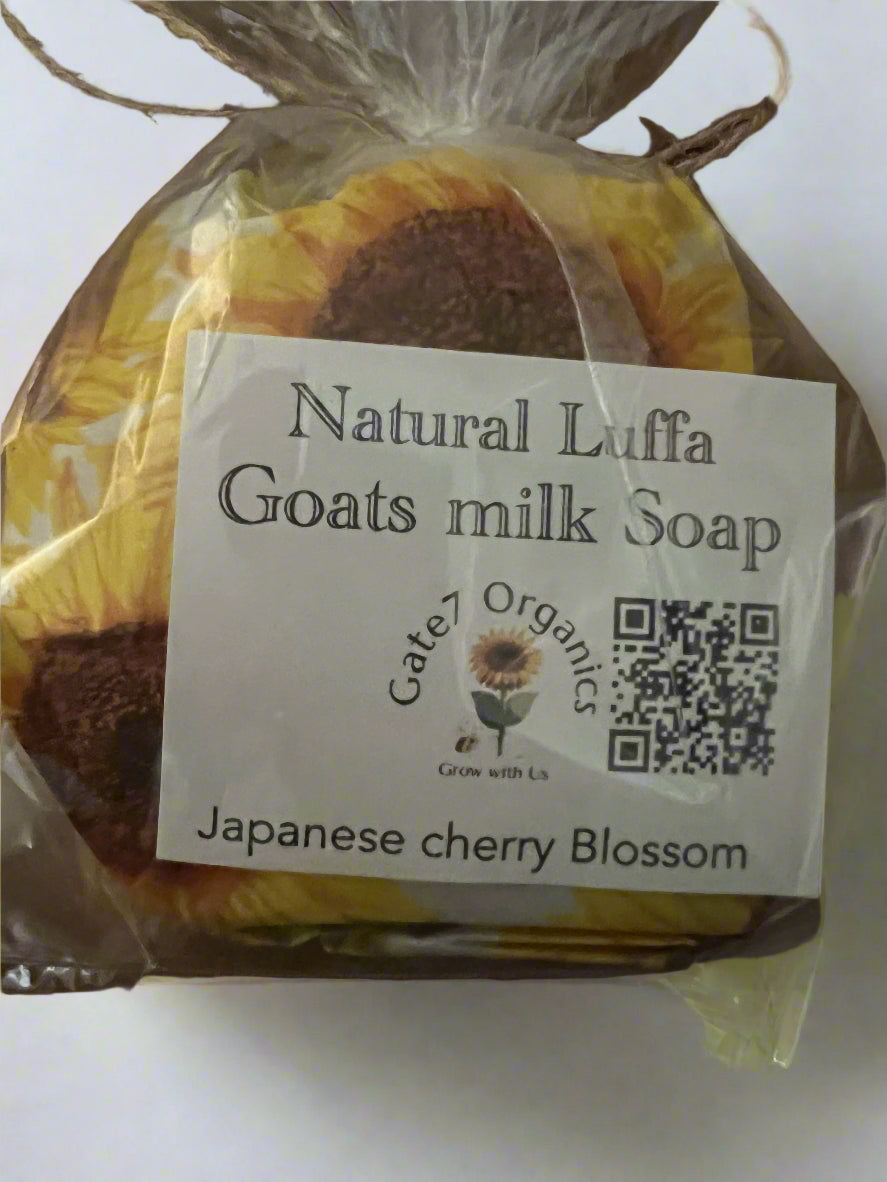 Natural Luffa
Goats milk Soap
Gate7 Organics
Grow with Us
Japanese cherry Blossom